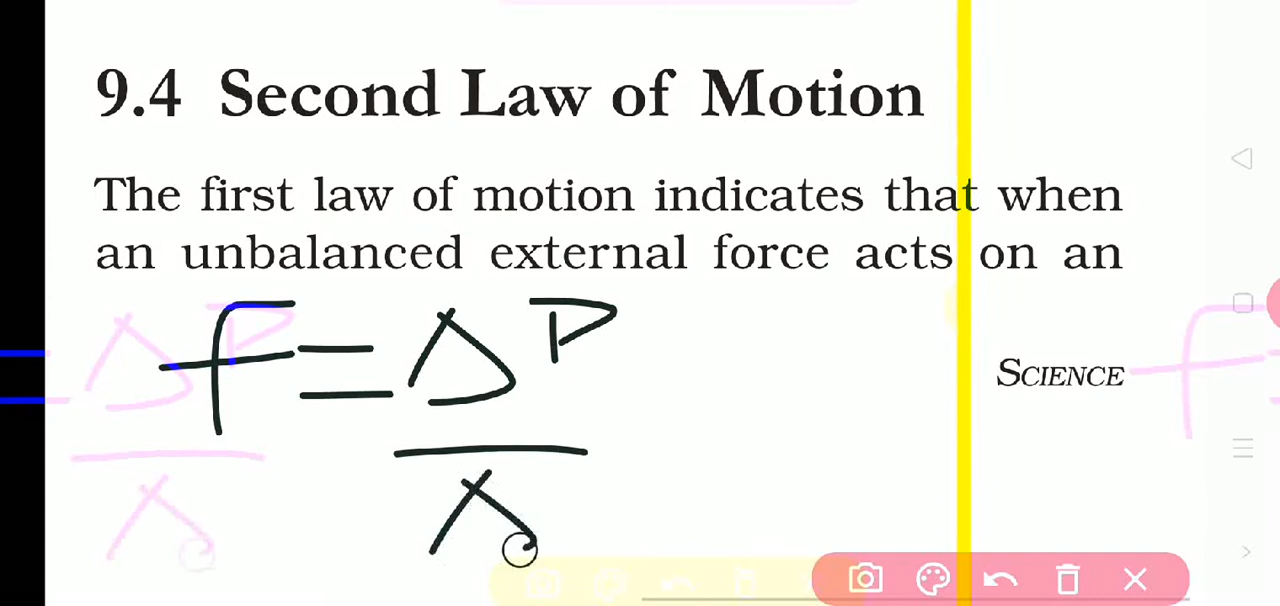 9.4 Second Law of Motion
The first law of motion indicates that when
an unbalanced external force acts on an
f = ΔP
SCIENCE